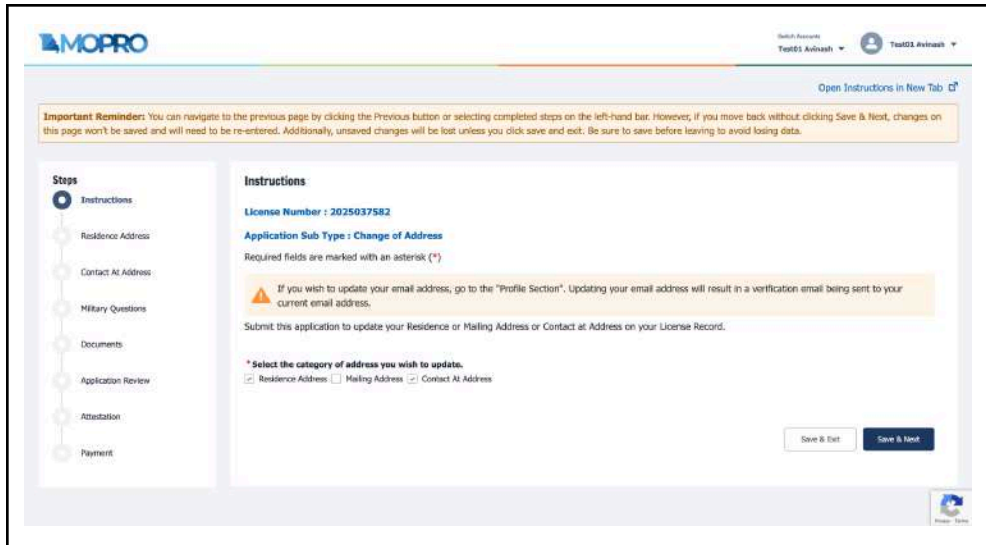 MOPRO
Switch Accounts
Test01 Avinash
Test01 Avinash
Open Instructions in New Tab
Important Reminder: You can navigate to the previous page by clicking the Previous button or selecting completed steps on the left-hand bar. However, if you move back without clicking Save & Next, changes on
this page won't be saved and will need to be re-entered. Additionally, unsaved changes will be lost unless you click save and exit. Be sure to save before leaving to avoid losing data.
Steps
Instructions
Residence Address
Contact At Address
Military Questions
Documents
Application Review
Attestation
Payment
Instructions
License Number : 2025037582
Application Sub Type : Change of Address
Required fields are marked with an asterisk (*)
If you wish to update your email address, go to the "Profile Section". Updating your email address will result in a verification email being sent to your
current email address.
Submit this application to update your Residence or Mailing Address or Contact at Address on your License Record.
*Select the category of address you wish to update.
Residence Address Mailing Address Contact At Address
Save & Exit Save & Next
Privacy - Terms